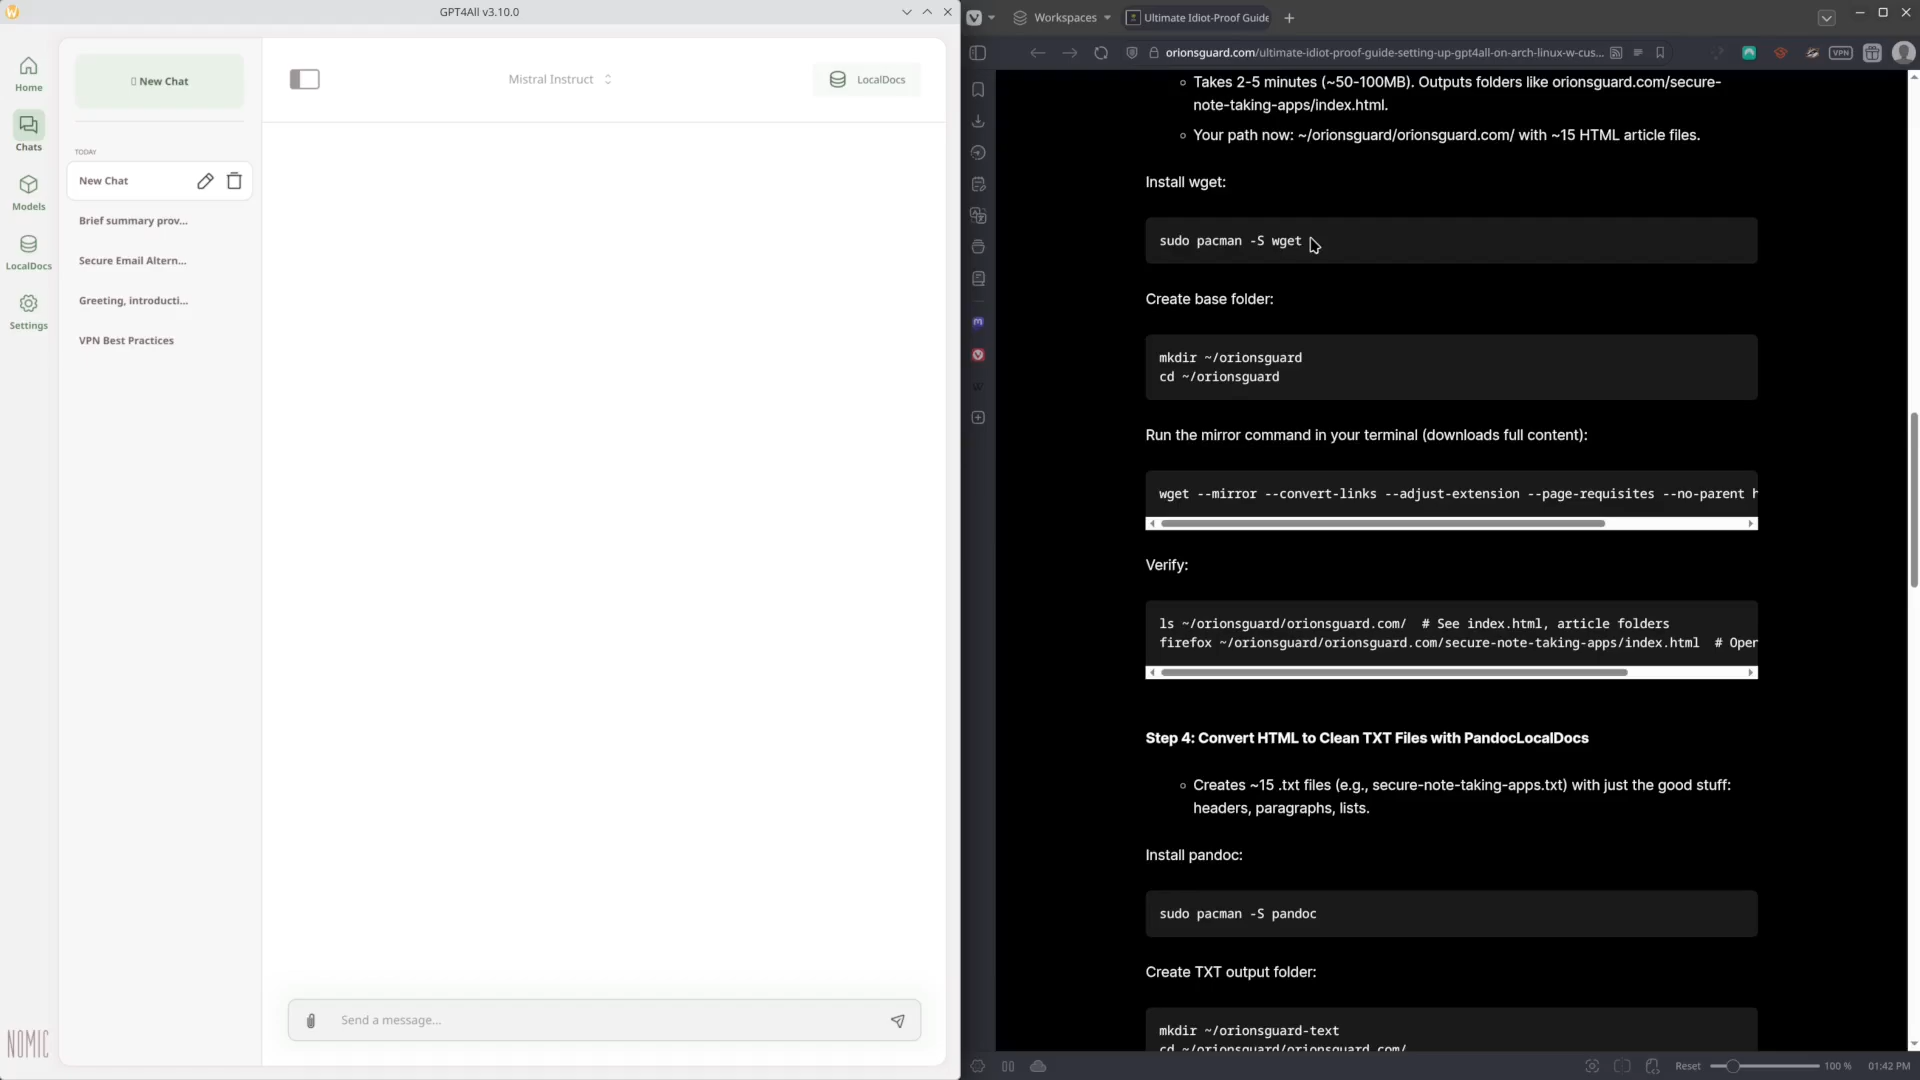 GPT4All v3.10.0
Home
Chats
Models
LocalDocs
Settings
NOMIC
New Chat
TODAY
New Chat
Brief summary prov...
Secure Email Altern...
Greeting, introducti...
VPN Best Practices
Mistral Instruct
LocalDocs
Send a message...
Workspaces
Ultimate Idiot-Proof Guide
orionsguard.com/ultimate-idiot-proof-guide-setting-up-gpt4all-on-arch-linux-w-cus...
VPN
Takes 2-5 minutes (~50-100MB). Outputs folders like orionsguard.com/secure-
note-taking-apps/index.html.
Your path now: ~/orionsguard/orionsguard.com/ with ~15 HTML article files.
Install wget:
sudo pacman -S wget
Create base folder:
mkdir ~/orionsguard
cd ~/orionsguard
Run the mirror command in your terminal (downloads full content):
wget --mirror --convert-links --adjust-extension --page-requisites --no-parent h
Verify:
ls ~/orionsguard/orionsguard.com/  # See index.html, article folders
firefox ~/orionsguard/orionsguard.com/secure-note-taking-apps/index.html  # Open
Step 4: Convert HTML to Clean TXT Files with PandocLocalDocs
Creates ~15 .txt files (e.g., secure-note-taking-apps.txt) with just the good stuff:
headers, paragraphs, lists.
Install pandoc:
sudo pacman -S pandoc
Create TXT output folder:
mkdir ~/orionsguard-text
cd ~/orionsguard/orionsguard.com/
Reset
100 %
01:42 PM